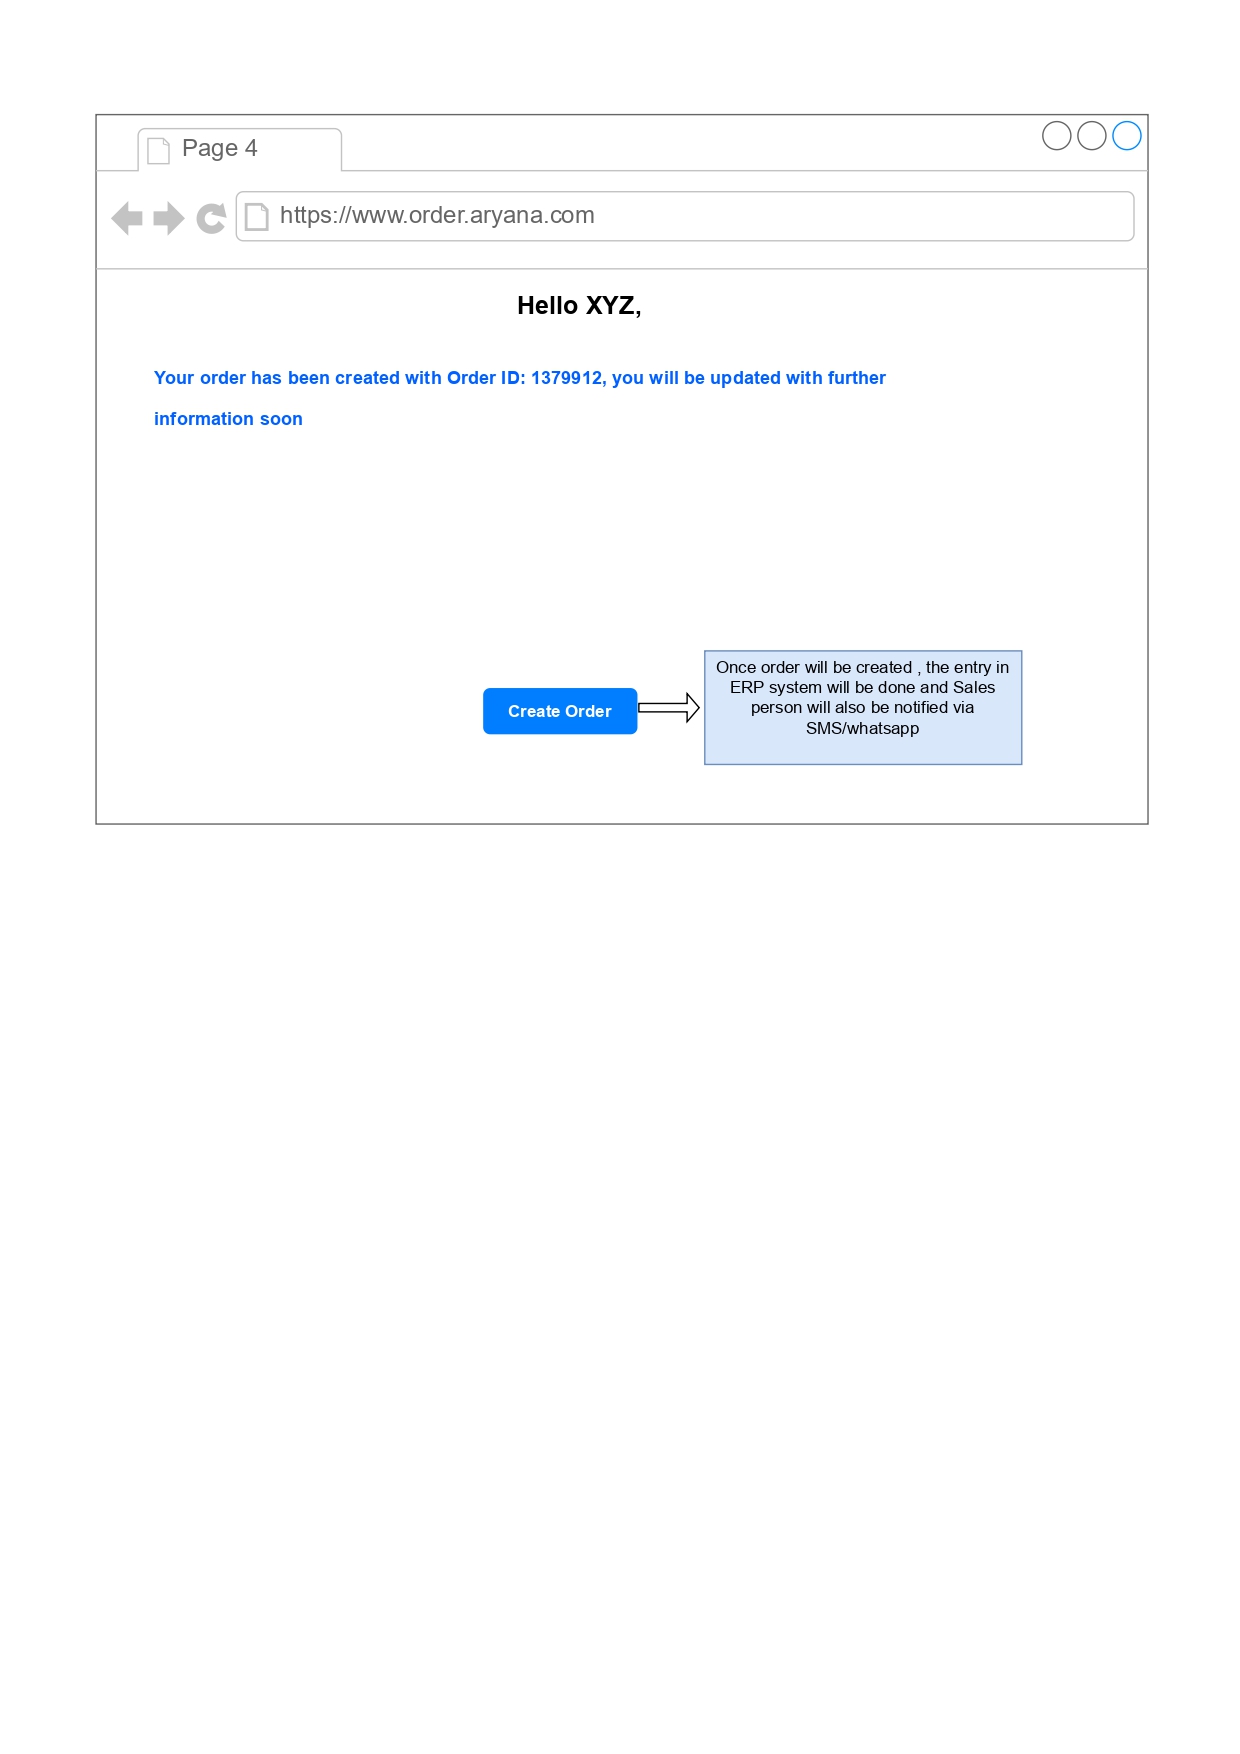 Page 4
https://www.order.aryana.com
Hello XYZ,
Your order has been created with Order ID: 1379912, you will be updated with further
information soon
Once order will be created , the entry in
ERP system will be done and Sales
person will also be notified via
SMS/whatsapp
Create Order